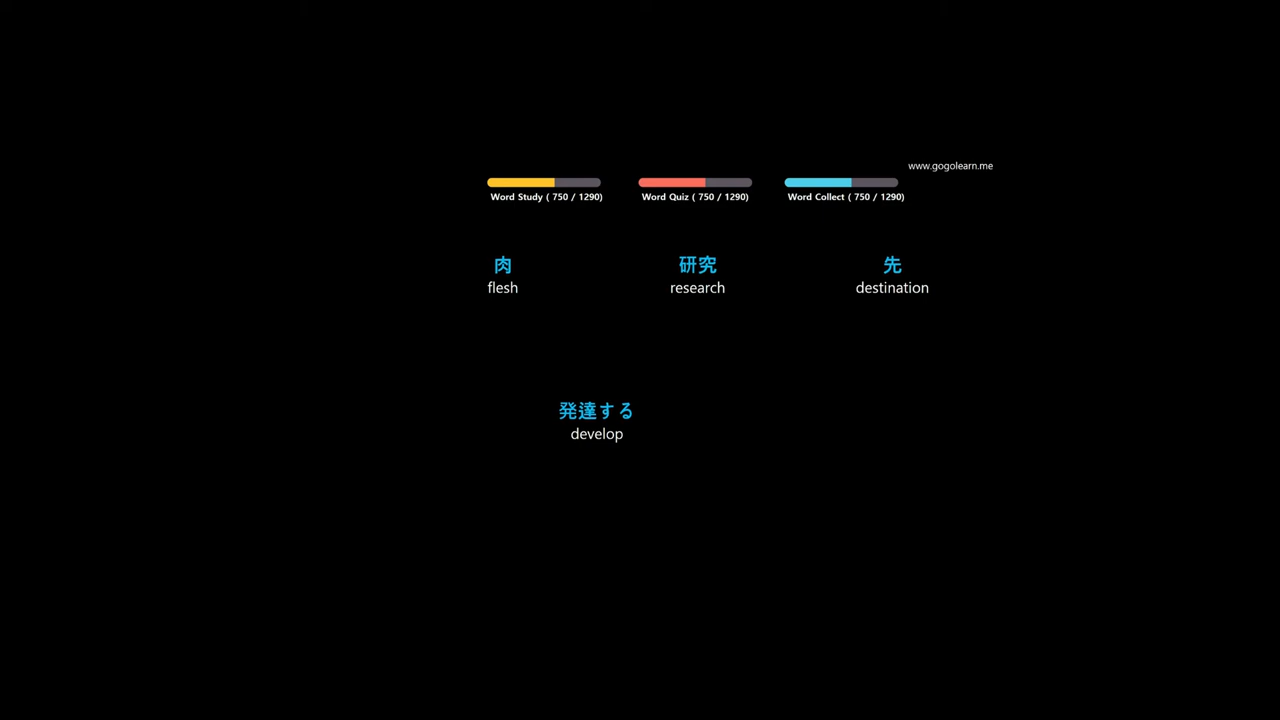 www.gogolearn.me
Word Study ( 750 / 1290)
Word Quiz ( 750 / 1290)
Word Collect ( 750 / 1290)
肉
flesh
研究
research
先
destination
発達する
develop